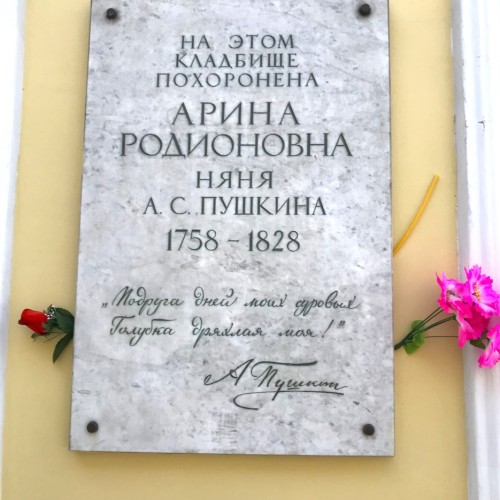 НА ЭТОМ
КЛАДБИЩЕ
ПОХОРОНЕНА
АРИНА
РОДИОНОВНА
НЯНЯ
А. С. ПУШКИНА
1758 – 1828
„Подруга дней моих суровых
Голубка дряхлая моя!"
А Пушкин